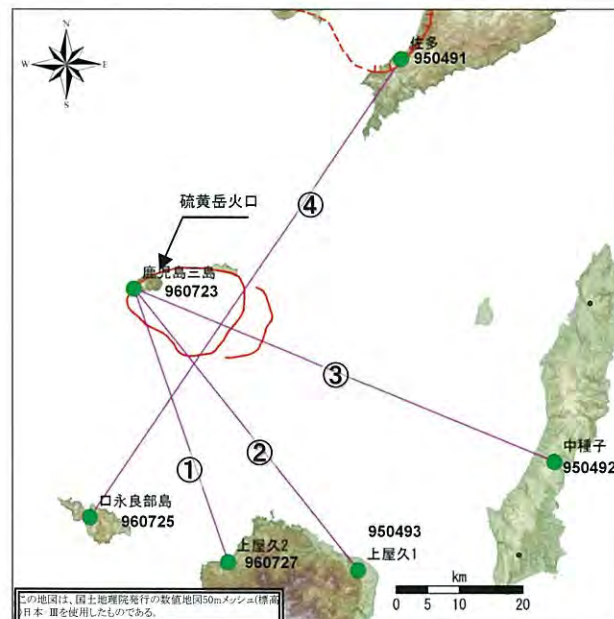 N
W
E
S
佐多
950491
④
硫黄岳火口
鹿児島三島
960723
③
①
②
中種子
950492
口永良部島
960725
950493
上屋久2
上屋久1
960727
km
0 5 10 20
この地図は、国土地理院発行の数値地図50mメッシュ(標高
)日本-Ⅲを使用したものである。